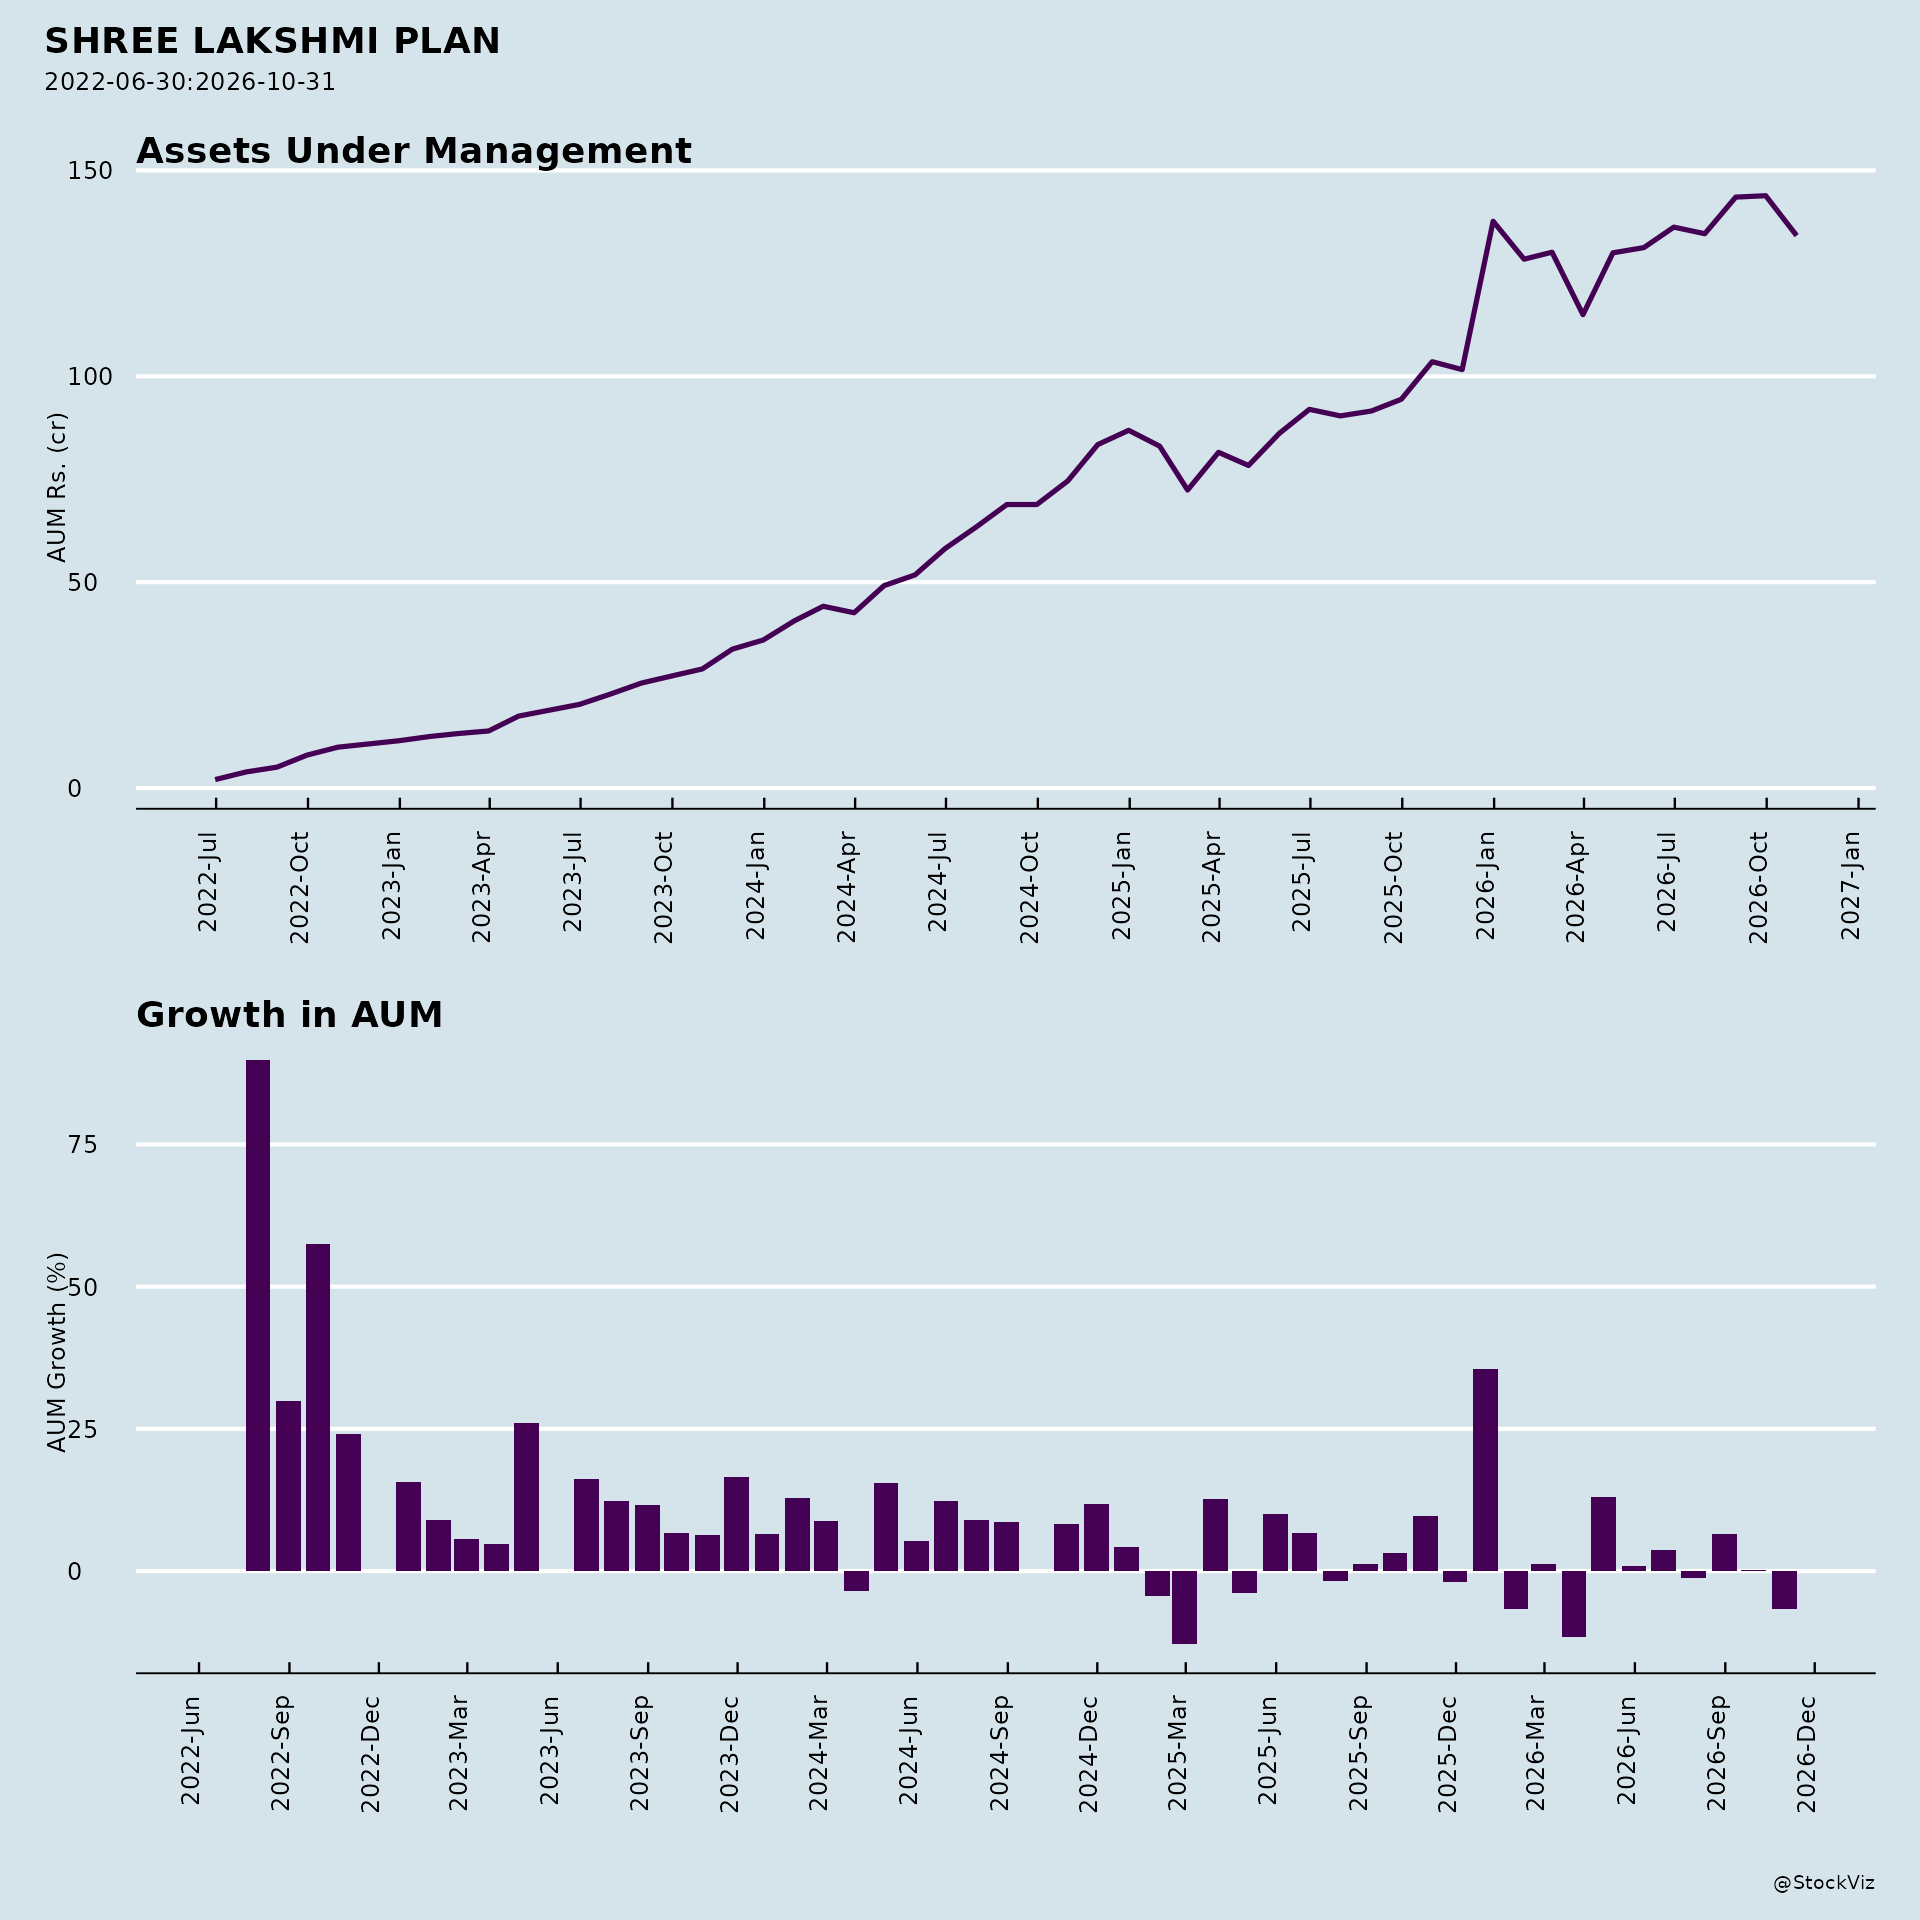 SHREE LAKSHMI PLAN
2022-06-30:2026-10-31
Assets Under Management
AUM Rs. (cr)
150
100
50
0
2022-Jul
2022-Oct
2023-Jan
2023-Apr
2023-Jul
2023-Oct
2024-Jan
2024-Apr
2024-Jul
2024-Oct
2025-Jan
2025-Apr
2025-Jul
2025-Oct
2026-Jan
2026-Apr
2026-Jul
2026-Oct
2027-Jan
Growth in AUM
AUM Growth (%)
75
50
25
0
2022-Jun
2022-Sep
2022-Dec
2023-Mar
2023-Jun
2023-Sep
2023-Dec
2024-Mar
2024-Jun
2024-Sep
2024-Dec
2025-Mar
2025-Jun
2025-Sep
2025-Dec
2026-Mar
2026-Jun
2026-Sep
2026-Dec
@StockViz